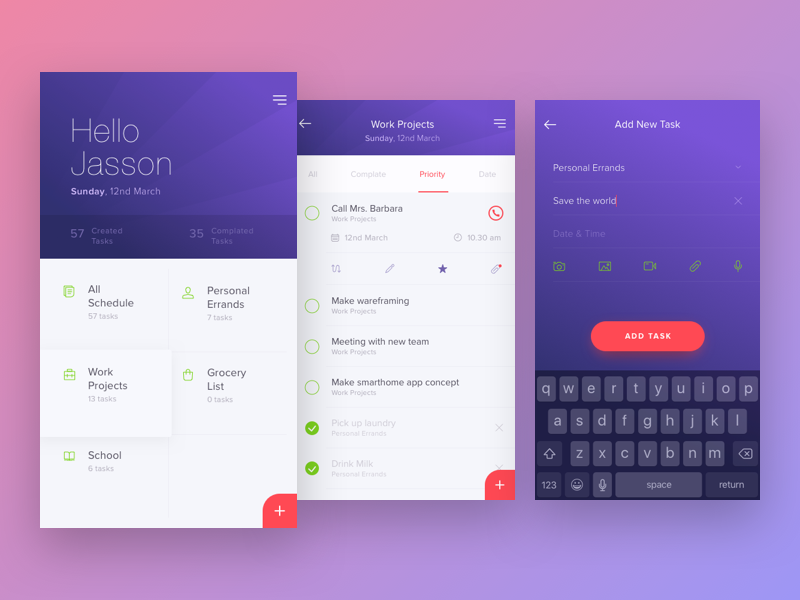 Hello
Jasson
Sunday, 12nd March
57 Created Tasks
35 Complated Tasks
All Schedule
57 tasks
Personal Errands
7 tasks
Work Projects
13 tasks
Grocery List
0 tasks
School
6 tasks
+
Work Projects
Sunday, 12nd March
All Complate Priority Date
Call Mrs. Barbara
Work Projects
12nd March 10.30 am
Make wareframing
Work Projects
Meeting with new team
Work Projects
Make smarthome app concept
Work Projects
Pick up laundry
Personal Errands
Drink Milk
Personal Errands
+
Add New Task
Personal Errands
Save the world
Date & Time
ADD TASK
q w e r t y u i o p
a s d f g h j k l
z x c v b n m
123 space return